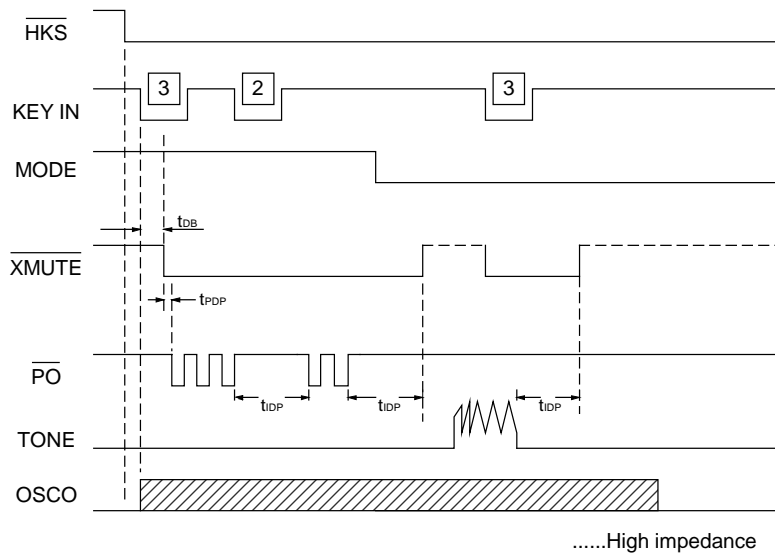 HKS
3 2 3
KEY IN
MODE
tDB
XMUTE
tPDP
PO
tIDP tIDP tIDP
TONE
OSCO
......High impedance